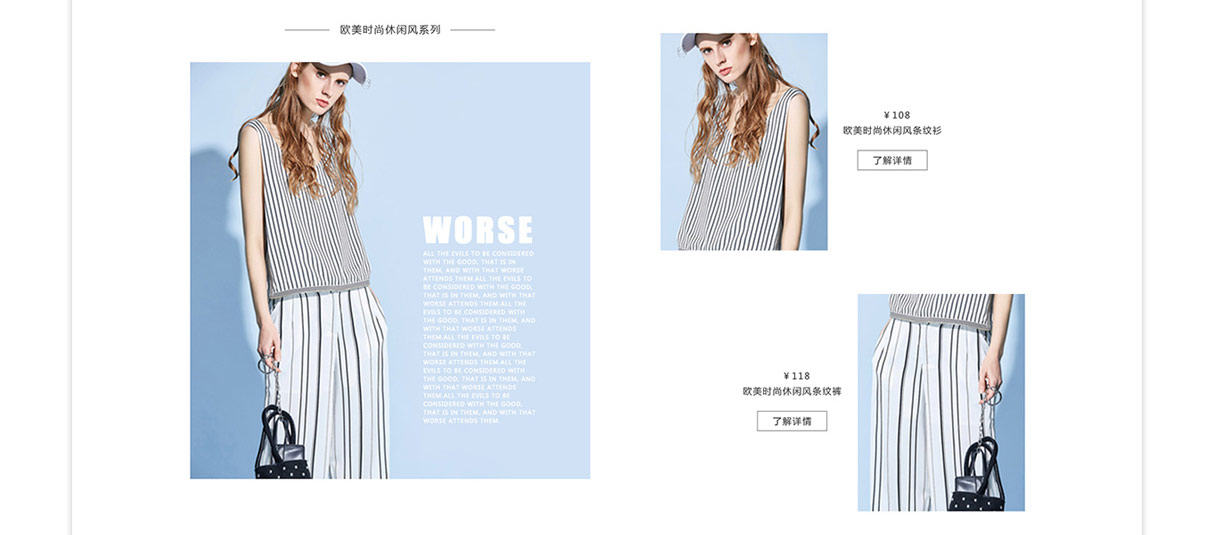 欧美时尚休闲风系列
WORSE
ALL THE EVILS TO BE CONSIDERED
WITH THE GOOD, THAT IS IN
THEM, AND WITH THAT WORSE
ATTENDS THEM.ALL THE EVILS TO
BE CONSIDERED WITH THE GOOD,
THAT IS IN THEM, AND WITH THAT
WORSE ATTENDS THEM.ALL THE
EVILS TO BE CONSIDERED WITH
THE GOOD, THAT IS IN THEM, AND
WITH THAT WORSE ATTENDS
THEM.ALL THE EVILS TO BE
CONSIDERED WITH THE GOOD,
THAT IS IN THEM, AND WITH THAT
WORSE ATTENDS THEM.ALL THE
EVILS TO BE CONSIDERED WITH
THE GOOD, THAT IS IN THEM, AND
WITH THAT WORSE ATTENDS
THEM.ALL THE EVILS TO BE
CONSIDERED WITH THE GOOD,
THAT IS IN THEM, AND WITH THAT
WORSE ATTENDS THEM.
¥108
欧美时尚休闲风条纹衫
了解详情
¥118
欧美时尚休闲风条纹裤
了解详情